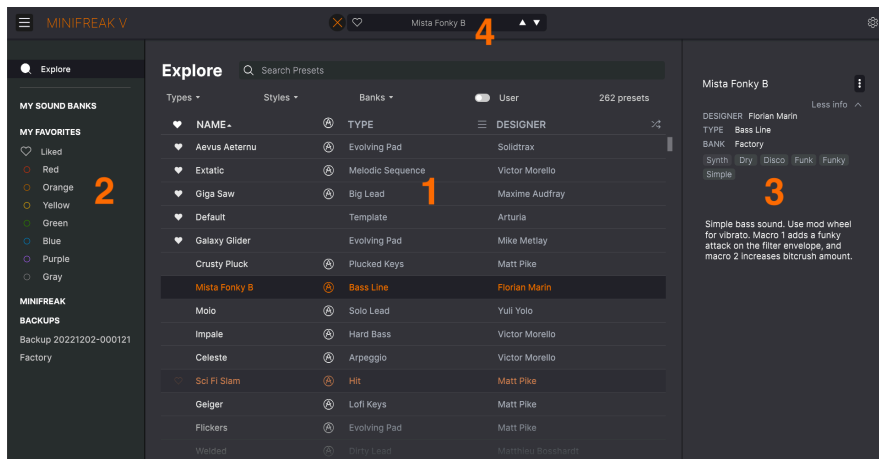 MINIFREAK V
Mista Fonky B
4
Explore
MY SOUND BANKS
MY FAVORITES
Liked
Red
Orange
Yellow
Green
Blue
Purple
Gray
2
MINIFREAK
BACKUPS
Backup 20221202-000121
Factory
Explore
Search Presets
Types
Styles
Banks
User
262 presets
NAME TYPE DESIGNER
Aevus Aeternu Evolving Pad Solidtrax
Extatic Melodic Sequence Victor Morello
Giga Saw Big Lead Maxime Audfray
1
Default Template Arturia
Galaxy Glider Evolving Pad Mike Metlay
Crusty Pluck Plucked Keys Matt Pike
Mista Fonky B Bass Line Florian Marin
Moio Solo Lead Yuli Yolo
Impale Hard Bass Victor Morello
Celeste Arpeggio Victor Morello
Sci Fi Slam Hit Matt Pike
Geiger Lofi Keys Matt Pike
Flickers Evolving Pad Matt Pike
Welded Dirty Lead Matthieu Bosshardt
Mista Fonky B
Less info
DESIGNER Florian Marin
TYPE Bass Line
BANK Factory
Synth Dry Disco Funk Funky
Simple
3
Simple bass sound. Use mod wheel
for vibrato. Macro 1 adds a funky
attack on the filter envelope, and
macro 2 increases bitcrush amount.